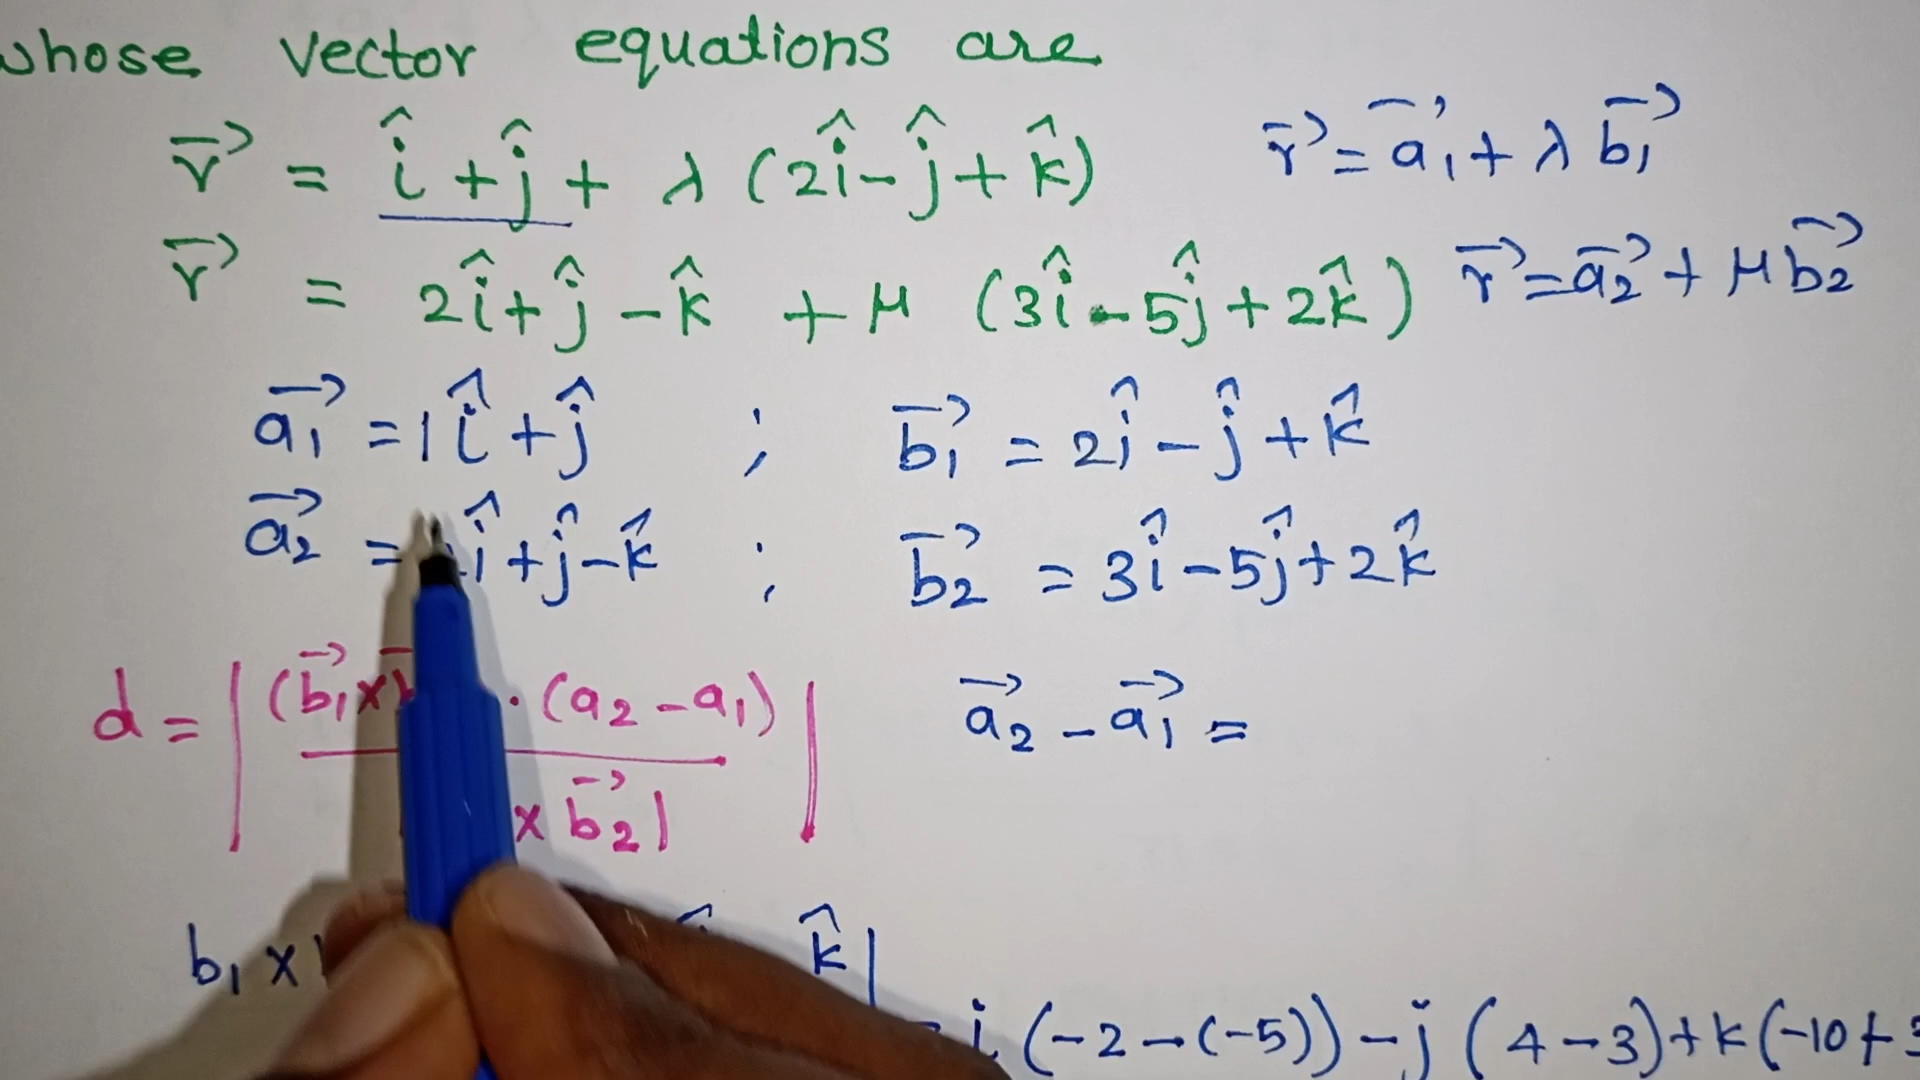 whose vector equations are
r⃗ = î + ĵ + λ (2î - ĵ + k̂)
r⃗ = a⃗₁ + λ b⃗₁
r⃗ = 2î + ĵ - k̂ + μ (3î - 5ĵ + 2k̂)
r⃗ = a⃗₂ + μ b⃗₂
a⃗₁ = 1î + ĵ ; b⃗₁ = 2î - ĵ + k̂
a⃗₂ = î + ĵ - k̂ ; b⃗₂ = 3î - 5ĵ + 2k̂
d = | (b⃗₁ × · (a₂ - a₁) |
× b⃗₂|
a⃗₂ - a⃗₁ =
b₁ × k̂ |
i (-2 - (-5)) - j (4 - 3) + k (-10 +